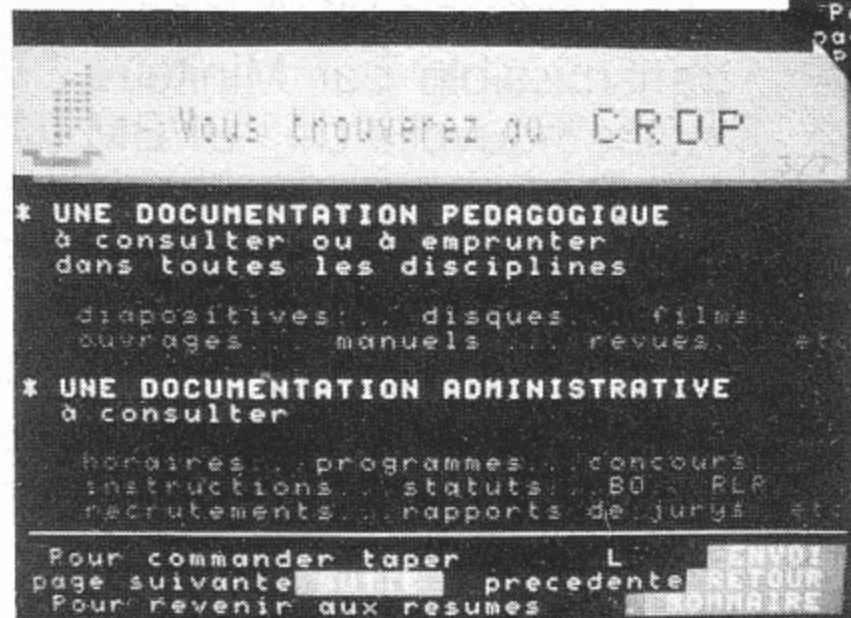 Vous trouverez au CRDP
3/7
* UNE DOCUMENTATION PEDAGOGIQUE
à consulter ou à emprunter
dans toutes les disciplines
diapositives... disques... films...
ouvrages... manuels... revues... etc
* UNE DOCUMENTATION ADMINISTRATIVE
à consulter
horaires... programmes... concours...
instructions... statuts... BO... RLR
recrutements... rapports de jurys etc
Pour commander taper L ENVOI
page suivante SUITE precedente RETOUR
Pour revenir aux resumes SOMMAIRE